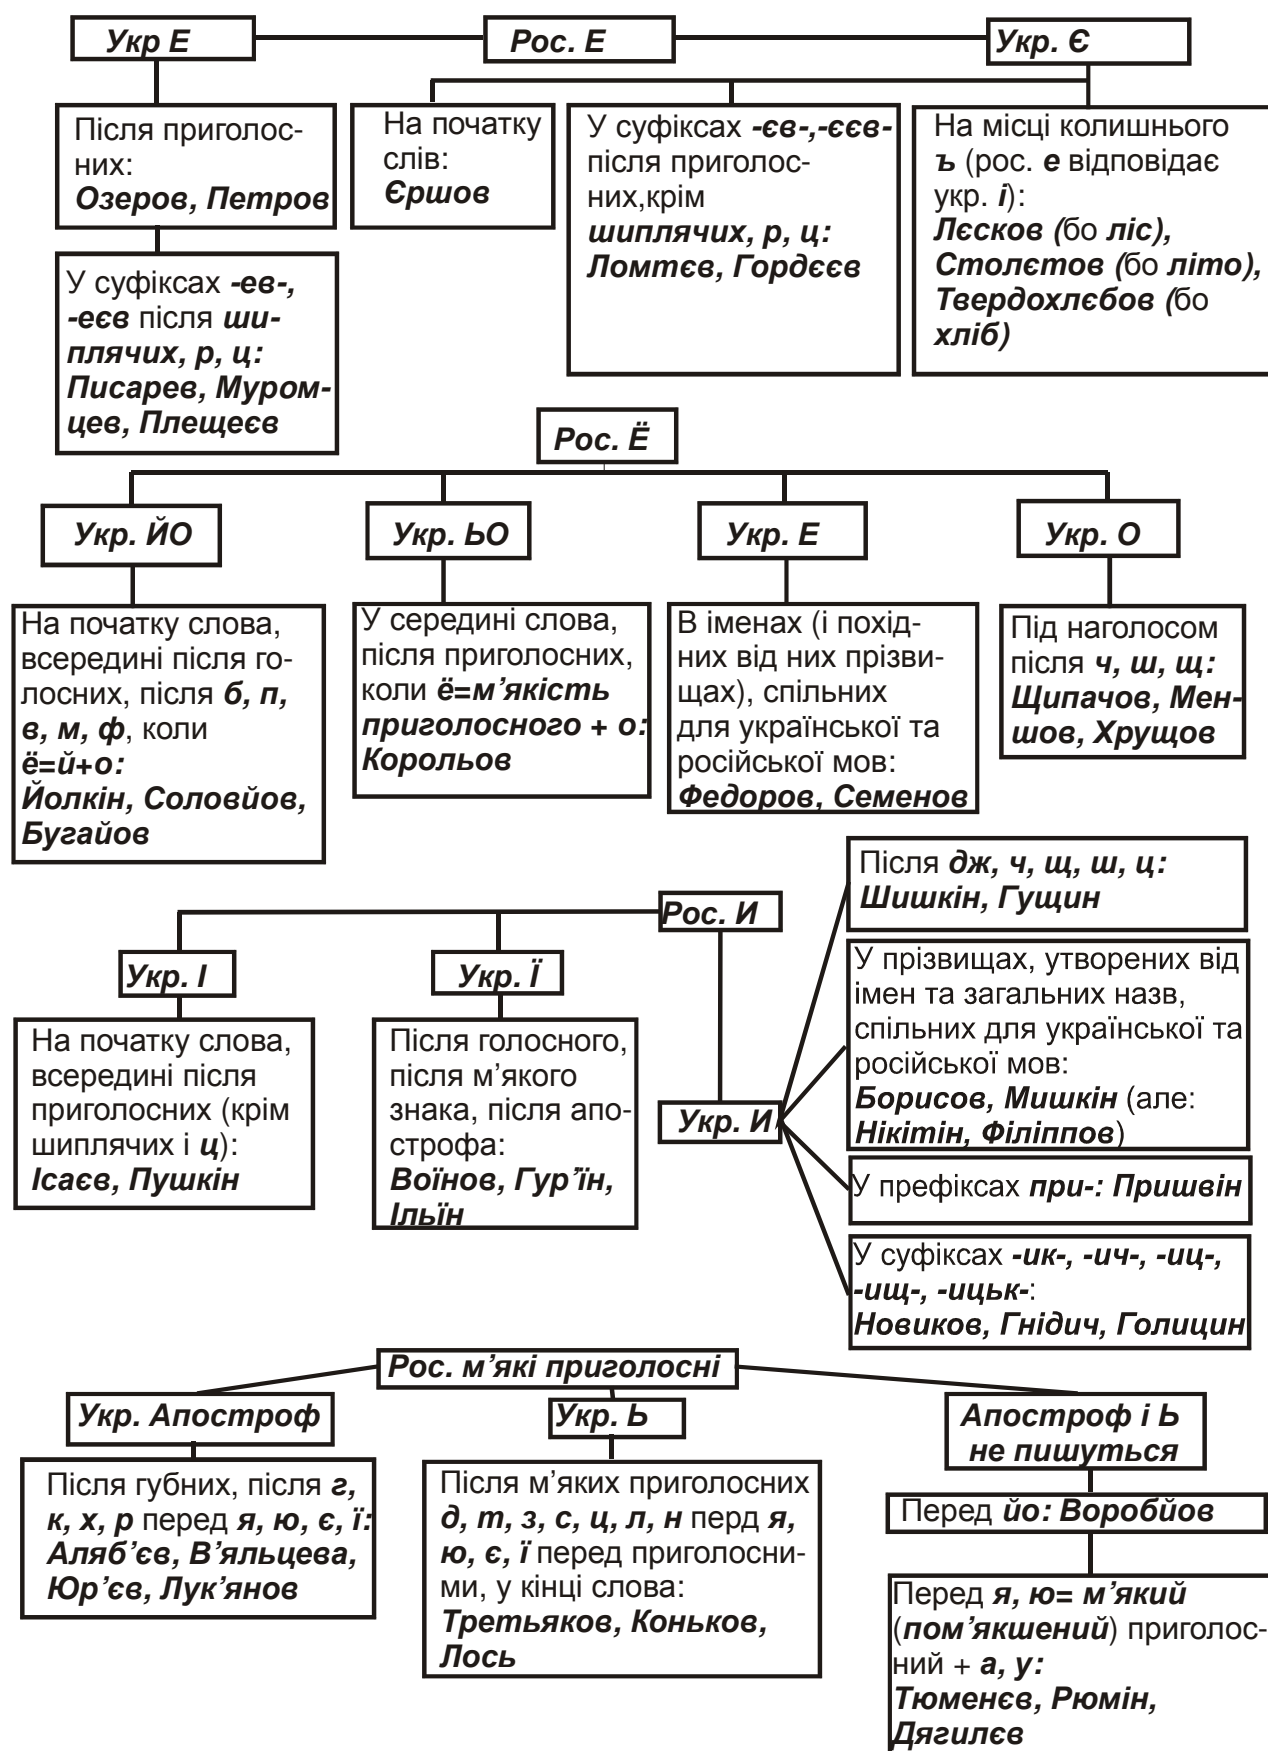 Укр Е
Рос. Е
Укр. Є
Після приголос-
них:
Озеров, Петров
У суфіксах -ев-,
-еєв після ши-
плячих, р, ц:
Писарев, Муром-
цев, Плещеєв
На початку
слів:
Єршов
У суфіксах -єв-,-єєв-
після приголос-
них,крім
шиплячих, р, ц:
Ломтєв, Гордєєв
На місці колишнього
ъ (рос. е відповідає
укр. і):
Лєсков (бо ліс),
Столєтов (бо літо),
Твердохлєбов (бо
хліб)
Рос. Ё
Укр. ЙО
На початку слова,
всередині після го-
лосних, після б, п,
в, м, ф, коли
ё=й+о:
Йолкін, Соловйов,
Бугайов
Укр. ЬО
У середині слова,
після приголосних,
коли ё=м’якість
приголосного + о:
Корольов
Укр. Е
В іменах (і похід-
них від них прізви-
щах), спільних
для української та
російської мов:
Федоров, Семенов
Укр. О
Під наголосом
після ч, ш, щ:
Щипачов, Мен-
шов, Хрущов
Рос. И
Укр. І
На початку слова,
всередині після
приголосних (крім
шиплячих і ц):
Ісаєв, Пушкін
Укр. Ї
Після голосного,
після м’якого
знака, після апо-
строфа:
Воїнов, Гур’їн,
Ільїн
Укр. И
Після дж, ч, щ, ш, ц:
Шишкін, Гущин
У прізвищах, утворених від
імен та загальних назв,
спільних для української та
російської мов:
Борисов, Мишкін (але:
Нікітін, Філіппов)
У префіксах при-: Пришвін
У суфіксах -ик-, -ич-, -иц-,
-ищ-, -ицьк-:
Новиков, Гнідич, Голицин
Рос. м’які приголосні
Укр. Апостроф
Після губних, після г,
к, х, р перед я, ю, є, ї:
Аляб’єв, В’яльцева,
Юр’єв, Лук’янов
Укр. Ь
Після м’яких приголосних
д, т, з, с, ц, л, н перд я,
ю, є, ї перед приголосни-
ми, у кінці слова:
Третьяков, Коньков,
Лось
Апостроф і Ь
не пишуться
Перед йо: Воробйов
Перед я, ю= м’який
(пом’якшений) приголос-
ний + а, у:
Тюменєв, Рюмін,
Дягилєв